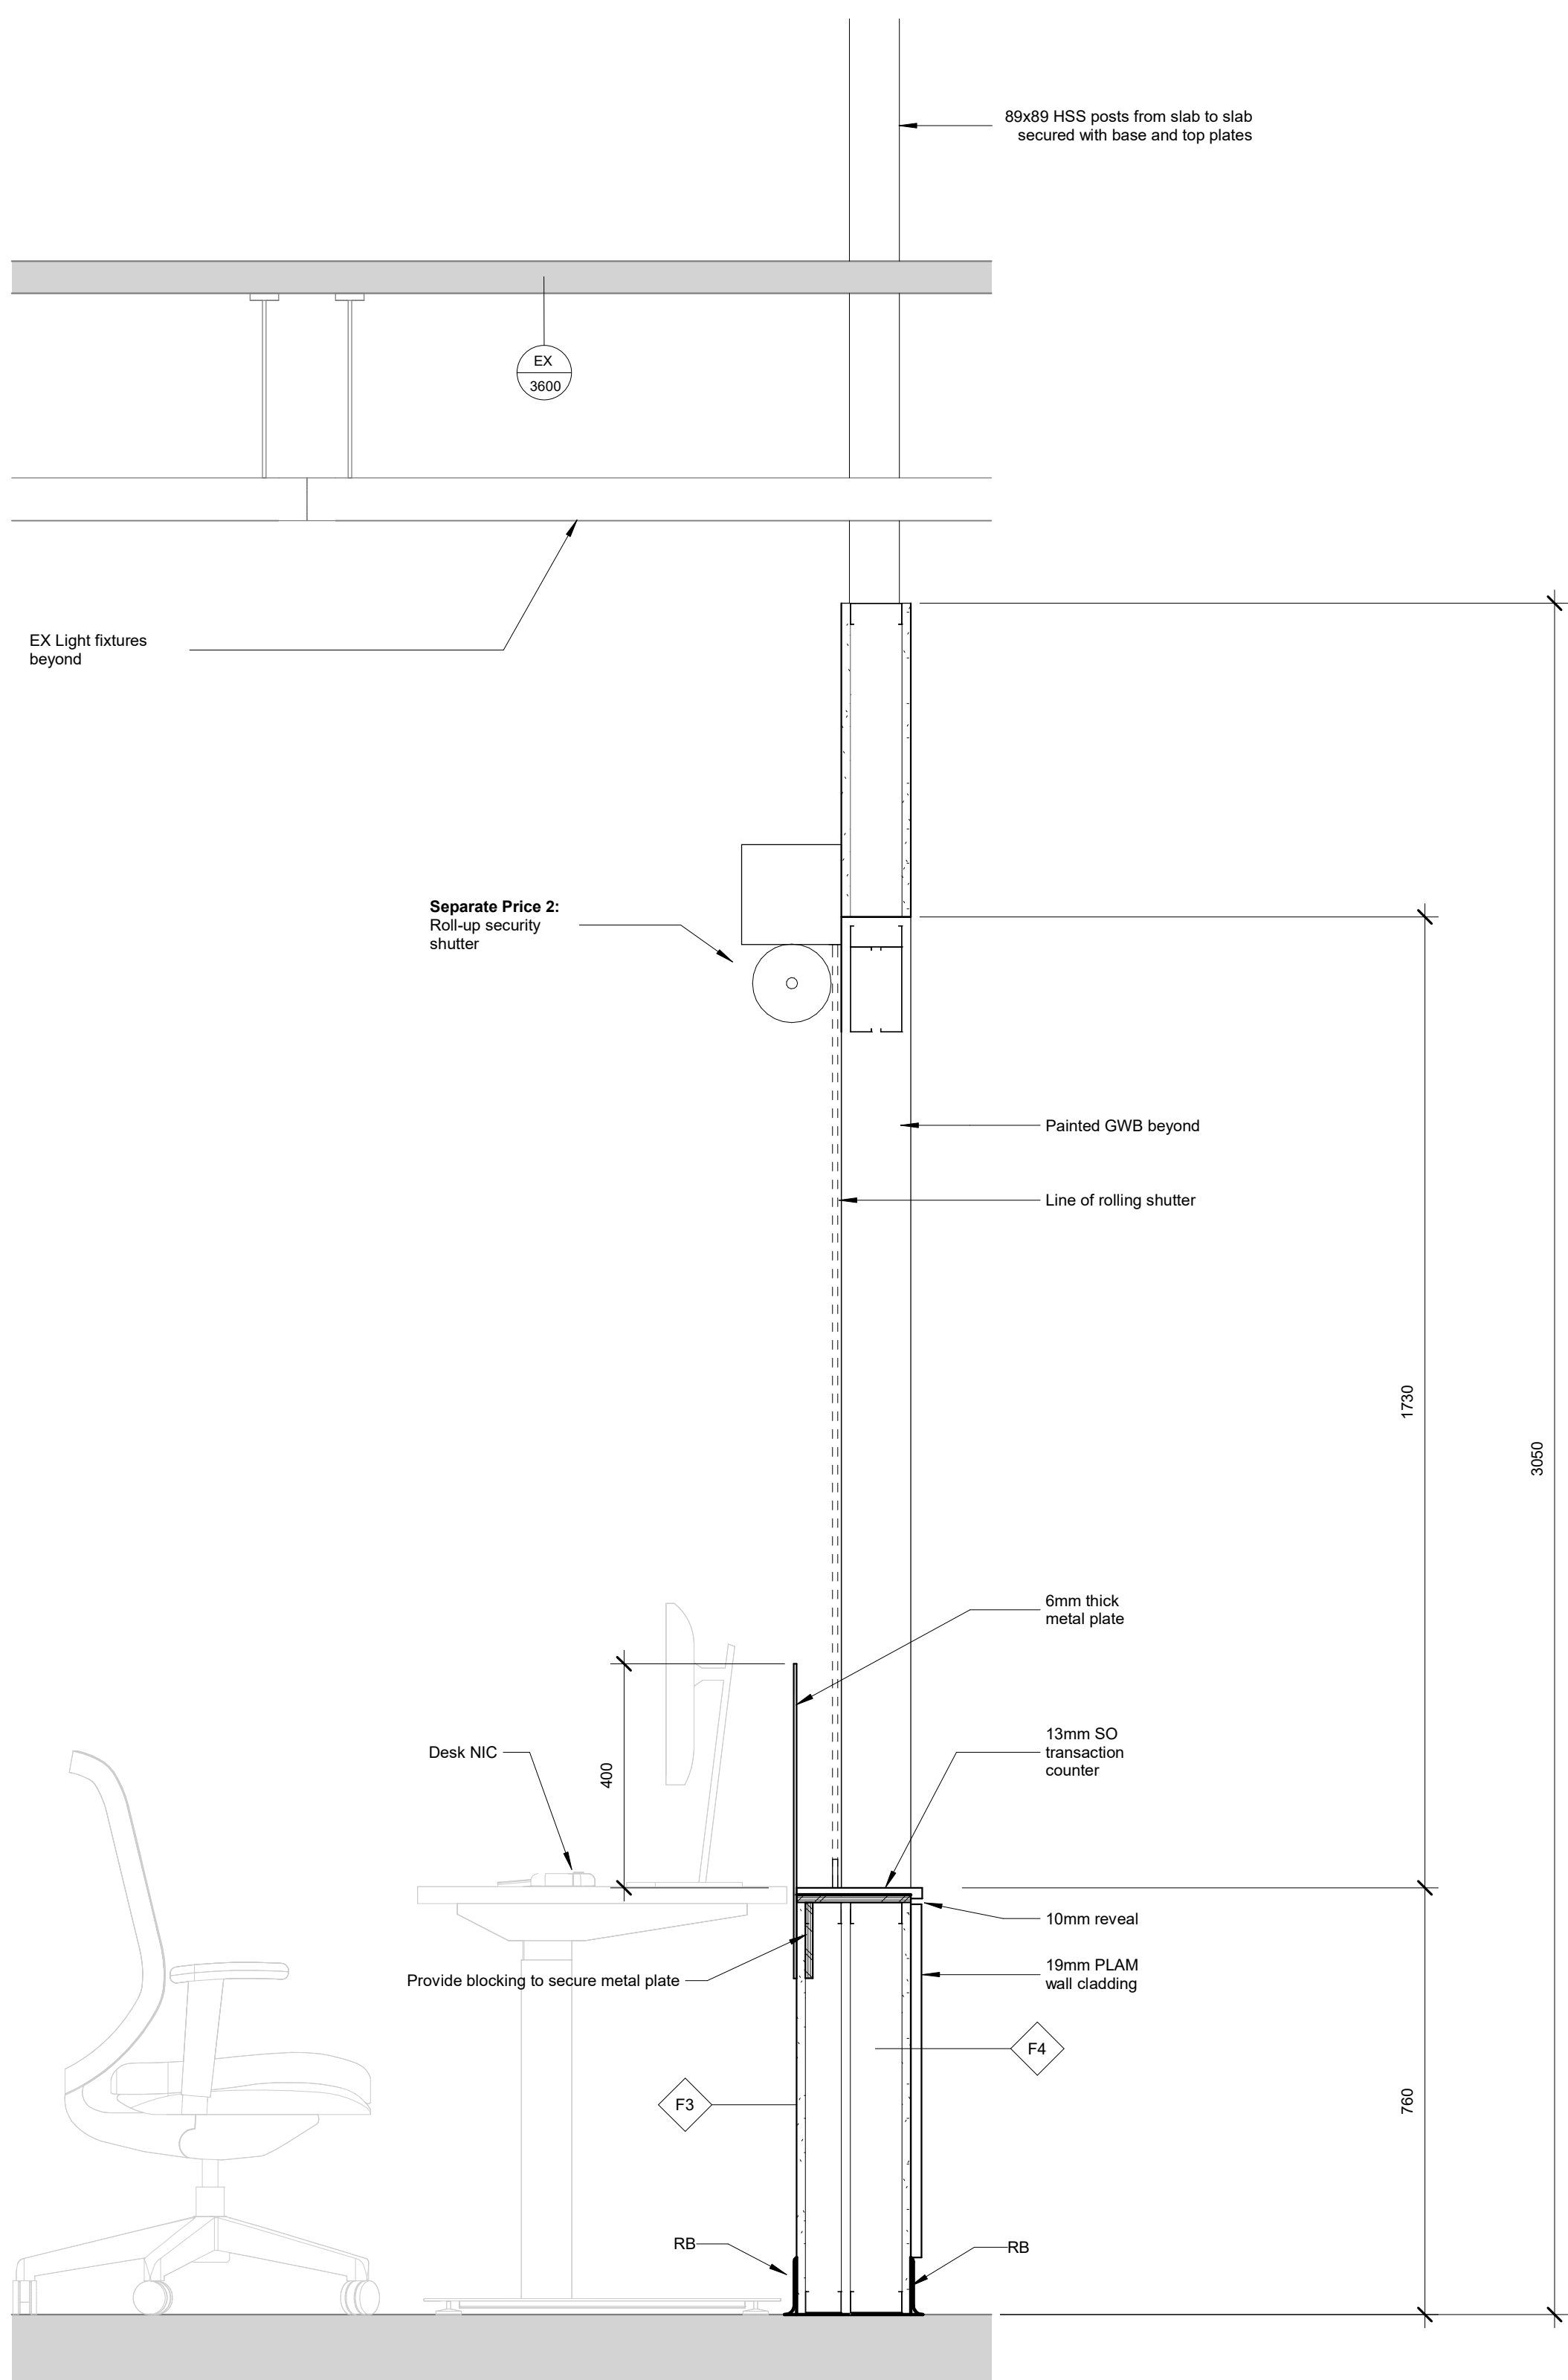 89x89 HSS posts from slab to slab
secured with base and top plates
EX
3600
EX Light fixtures
beyond
Separate Price 2:
Roll-up security
shutter
Painted GWB beyond
Line of rolling shutter
1730
3050
6mm thick
metal plate
13mm SO
transaction
counter
Desk NIC
400
10mm reveal
19mm PLAM
wall cladding
Provide blocking to secure metal plate
F4
F3
760
RB
RB